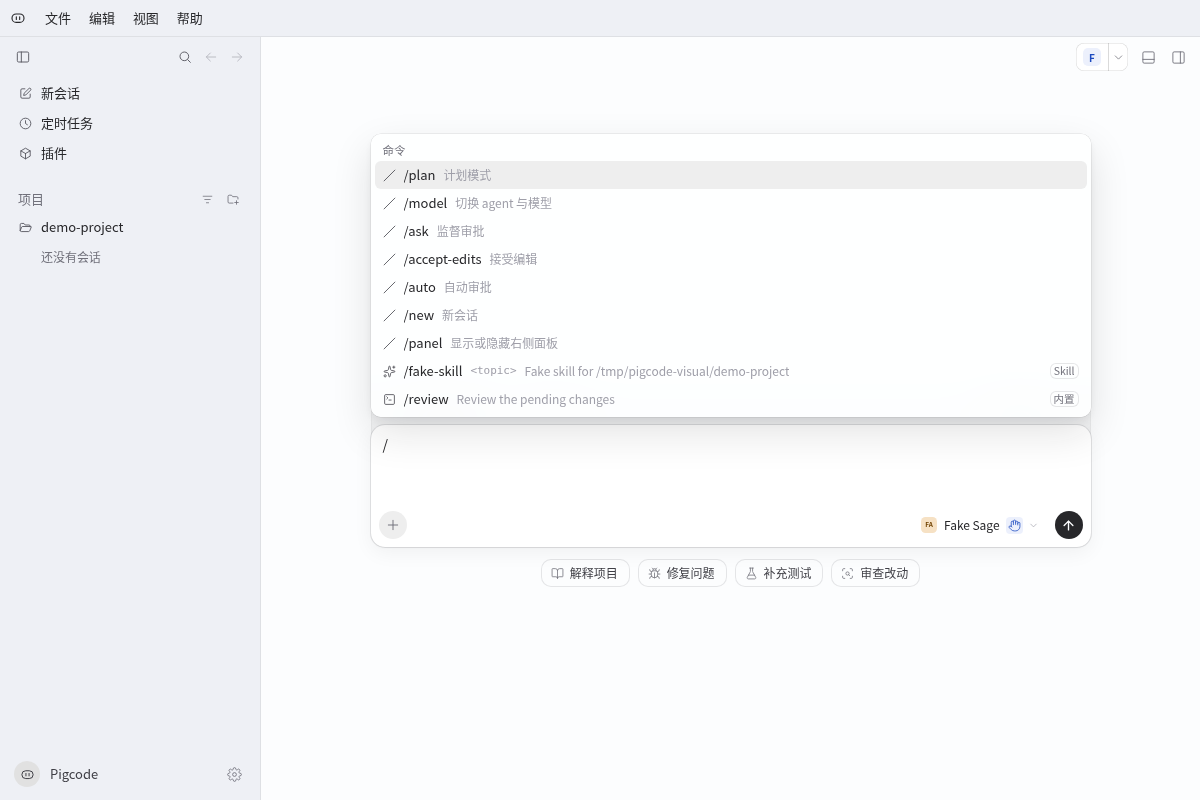 文件 编辑 视图 帮助
新会话
定时任务
插件
项目
demo-project
还没有会话
F
命令
/plan 计划模式
/model 切换 agent 与模型
/ask 监督审批
/accept-edits 接受编辑
/auto 自动审批
/new 新会话
/panel 显示或隐藏右侧面板
/fake-skill <topic> Fake skill for /tmp/pigcode-visual/demo-project Skill
/review Review the pending changes 内置
/
FA Fake Sage
解释项目 修复问题 补充测试 审查改动
Pigcode